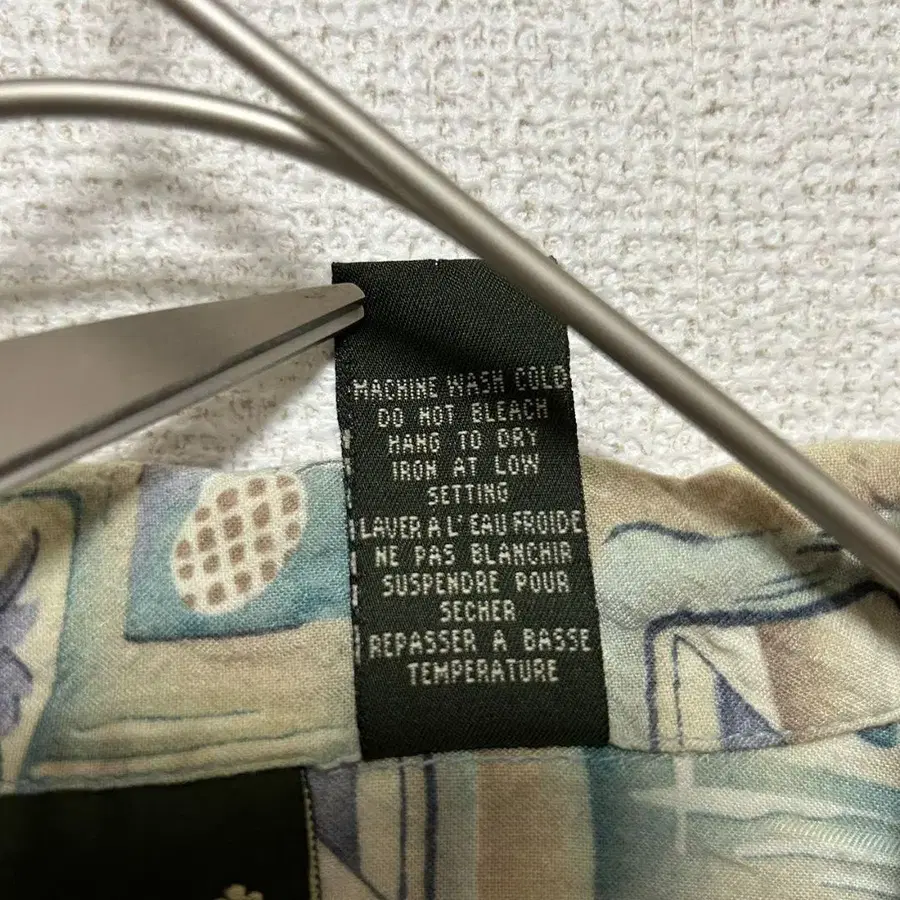 MACHINE WASH COLD
DO NOT BLEACH
HANG TO DRY
IRON AT LOW
SETTING
LAVER A L'EAU FROIDE
NE PAS BLANCHIR
SUSPENDRE POUR
SECHER
REPASSER A BASSE
TEMPERATURE